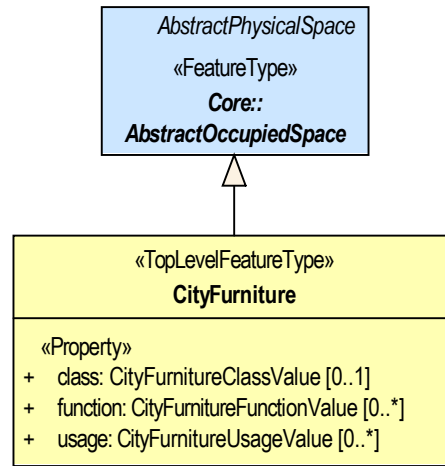 AbstractPhysicalSpace
«FeatureType»
Core::
AbstractOccupiedSpace
«TopLevelFeatureType»
CityFurniture
«Property»
+ class: CityFurnitureClassValue [0..1]
+ function: CityFurnitureFunctionValue [0..*]
+ usage: CityFurnitureUsageValue [0..*]